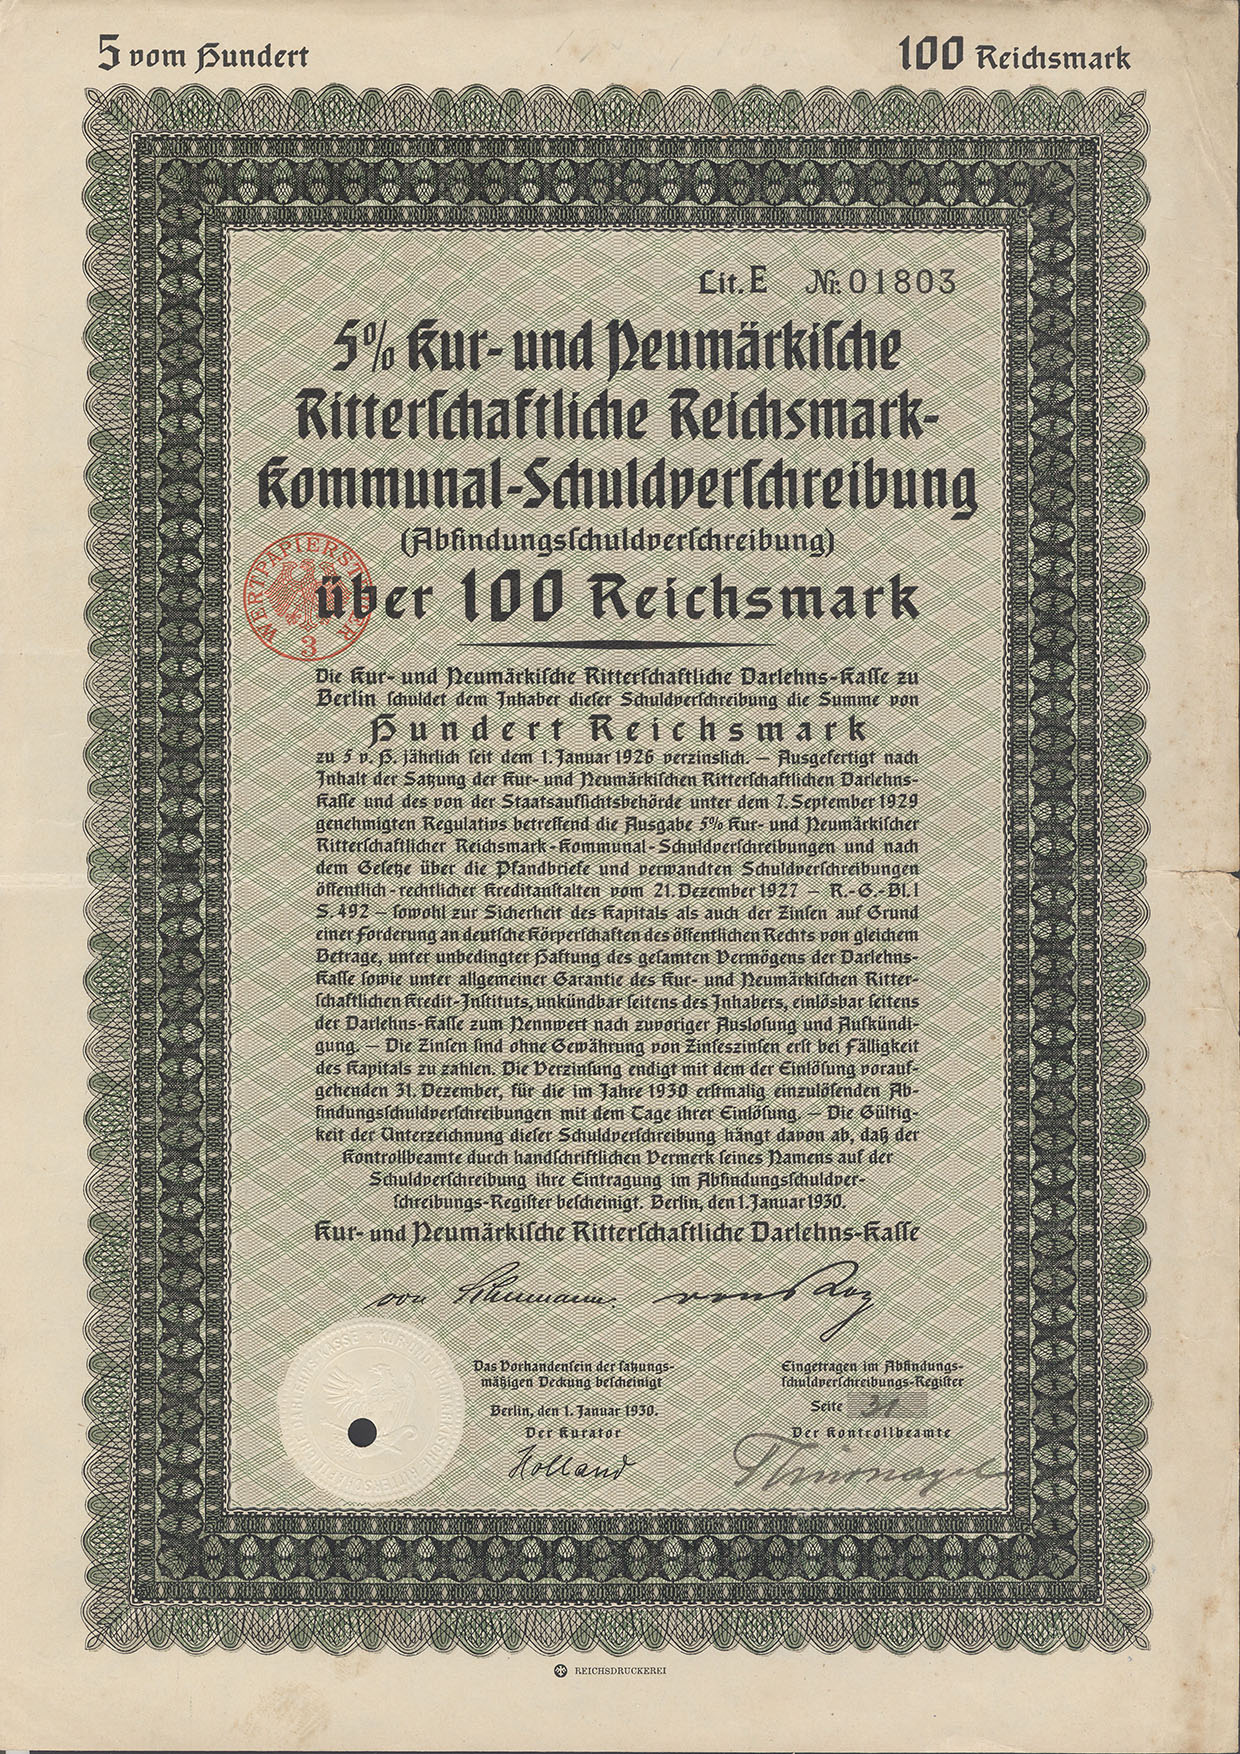 5 vom Hundert
100 Reichsmark
Lit. E Nr. 01803
5% Kur- und Neumärkiſche
Ritterſchaftliche Reichsmark-
Kommunal-Schuldverſchreibung
(Abfindungsſchuldverſchreibung)
WERTPAPIERSTEUER
3
über 100 Reichsmark
Die Kur- und Neumärkiſche Ritterſchaftliche Darlehns-Kaſſe zu
Berlin ſchuldet dem Inhaber dieſer Schuldverſchreibung die Summe von
Hundert Reichsmark
zu 5 v. H. jährlich ſeit dem 1. Januar 1926 verzinslich. — Ausgefertigt nach
Inhalt der Satzung der Kur- und Neumärkiſchen Ritterſchaftlichen Darlehns-
Kaſſe und des von der Staatsaufſichtsbehörde unter dem 7. September 1929
genehmigten Regulativs betreffend die Ausgabe 5% Kur- und Neumärkiſcher
Ritterſchaftlicher Reichsmark-Kommunal-Schuldverſchreibungen und nach
dem Geſetze über die Pfandbriefe und verwandten Schuldverſchreibungen
öffentlich-rechtlicher Kreditanſtalten vom 21. Dezember 1927 — R.-G.-Bl. I
S. 492 — ſowohl zur Sicherheit des Kapitals als auch der Zinſen auf Grund
einer Forderung an deutſche Körperſchaften des öffentlichen Rechts von gleichem
Betrage, unter unbedingter Haftung des geſamten Vermögens der Darlehns-
Kaſſe ſowie unter allgemeiner Garantie des Kur- und Neumärkiſchen Ritter-
ſchaftlichen Kredit-Inſtituts, unkündbar ſeitens des Inhabers, einlösbar ſeitens
der Darlehns-Kaſſe zum Nennwert nach zuvoriger Ausloſung und Aufkündi-
gung. — Die Zinſen ſind ohne Gewährung von Zinſeszinſen erſt bei Fälligkeit
des Kapitals zu zahlen. Die Verzinſung endigt mit dem der Einlöſung vorauf-
gehenden 31. Dezember, für die im Jahre 1930 erſtmalig einzulöſenden Ab-
findungsſchuldverſchreibungen mit dem Tage ihrer Einlöſung. — Die Gültig-
keit der Unterzeichnung dieſer Schuldverſchreibung hängt davon ab, daß der
Kontrollbeamte durch handſchriftlichen Vermerk ſeines Namens auf der
Schuldverſchreibung ihre Eintragung im Abfindungsſchuldver-
ſchreibungs-Regiſter beſcheinigt. Berlin, den 1. Januar 1930.
Kur- und Neumärkiſche Ritterſchaftliche Darlehns-Kaſſe
von
Das Vorhandenſein der ſatzungs-
mäßigen Deckung beſcheinigt
Berlin, den 1. Januar 1930.
Der Kurator
Holland
Eingetragen im Abfindungs-
ſchuldverſchreibungs-Regiſter
Seite 31
Der Kontrollbeamte
REICHSDRUCKEREI